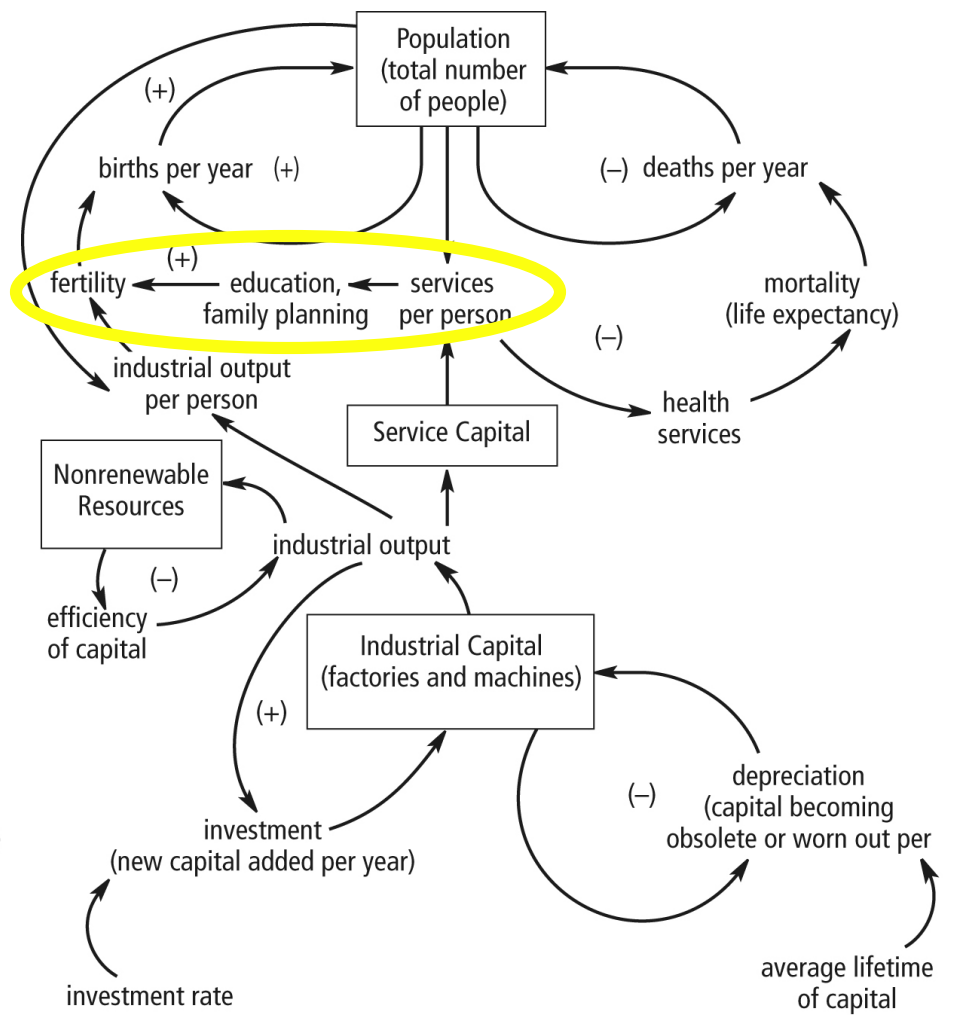 Population
(total number
of people)
(+)
births per year
(+)
(–)
deaths per year
(+)
fertility
education,
family planning
services
per person
mortality
(life expectancy)
(–)
industrial output
per person
health
services
Service Capital
Nonrenewable
Resources
industrial output
(–)
efficiency
of capital
Industrial Capital
(factories and machines)
(+)
(–)
depreciation
(capital becoming
obsolete or worn out per
investment
(new capital added per year)
average lifetime
of capital
investment rate